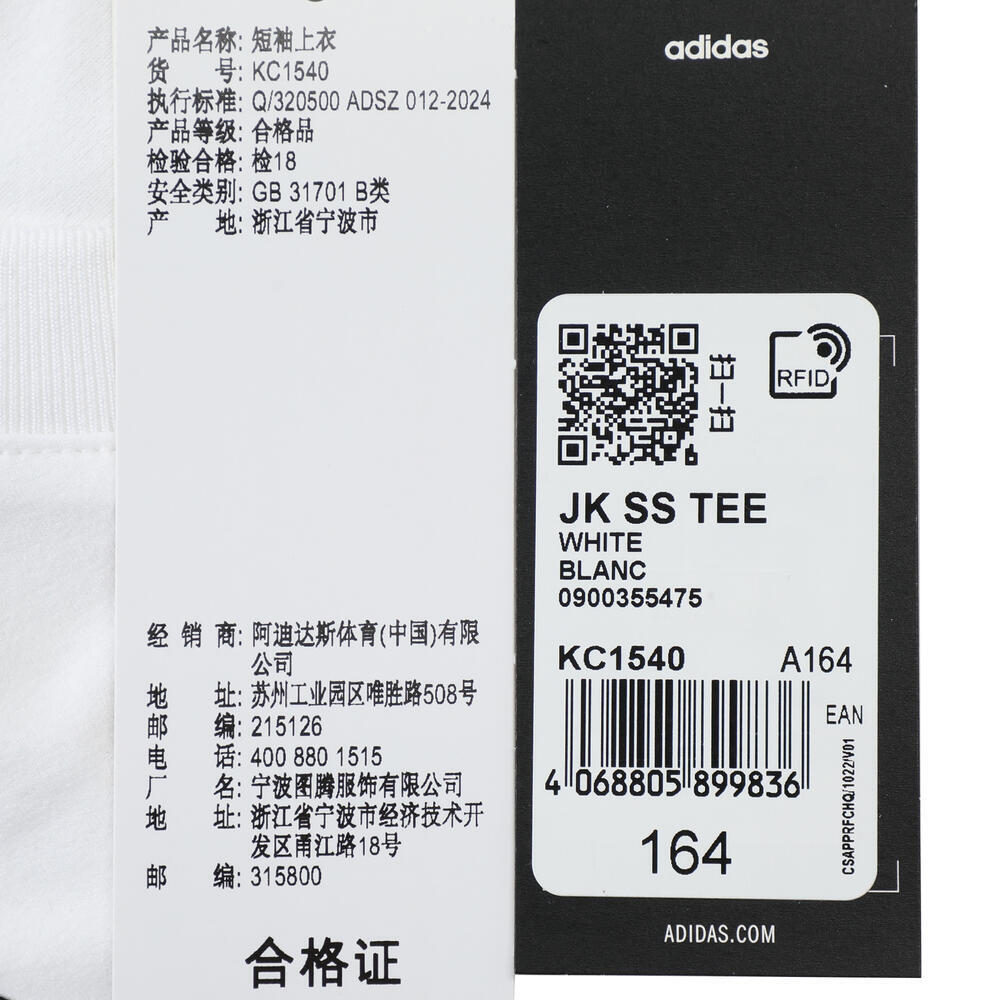 产品名称: 短袖上衣
货 号: KC1540
执行标准: Q/320500 ADSZ 012-2024
产品等级: 合格品
检验合格: 检18
安全类别: GB 31701 B类
产 地: 浙江省宁波市
经 销 商: 阿迪达斯体育(中国)有限
公司
地 址: 苏州工业园区唯胜路508号
邮 编: 215126
电 话: 400 880 1515
厂 名: 宁波图腾服饰有限公司
地 址: 浙江省宁波市经济技术开
发区甬江路18号
邮 编: 315800
合格证
adidas
扫一扫
RFID
JK SS TEE
WHITE
BLANC
0900355475
KC1540 A164
EAN
4 068805 899836
CSAPPRFCHQ/1022/V01
164
ADIDAS.COM